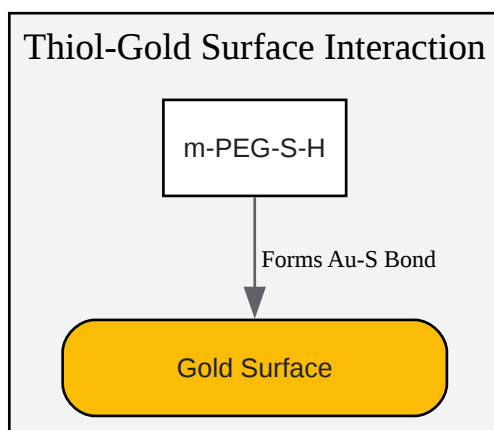 Thiol-Gold Surface Interaction
m-PEG-S-H
Forms Au-S Bond
Gold Surface